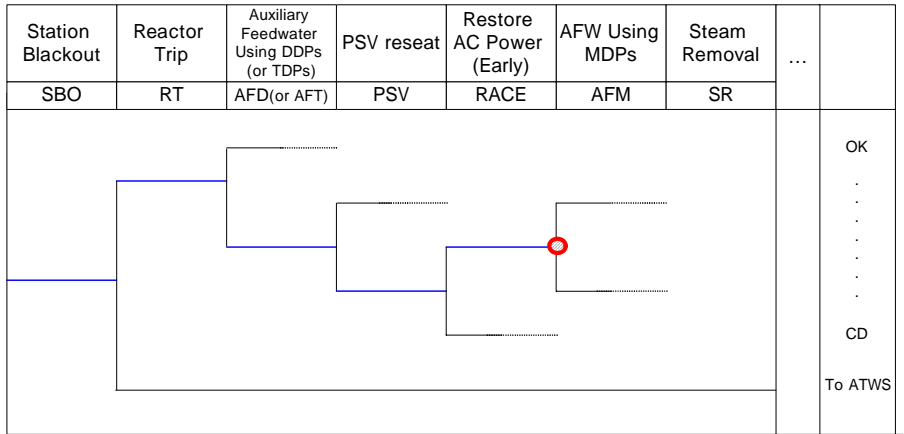 Station
Blackout
Reactor
Trip
Auxiliary
Feedwater
Using DDPs
(or TDPs)
PSV reseat
Restore
AC Power
(Early)
AFW Using
MDPs
Steam
Removal
...
SBO
RT
AFD(or AFT)
PSV
RACE
AFM
SR
OK
.
.
.
.
.
.
.
CD
To ATWS